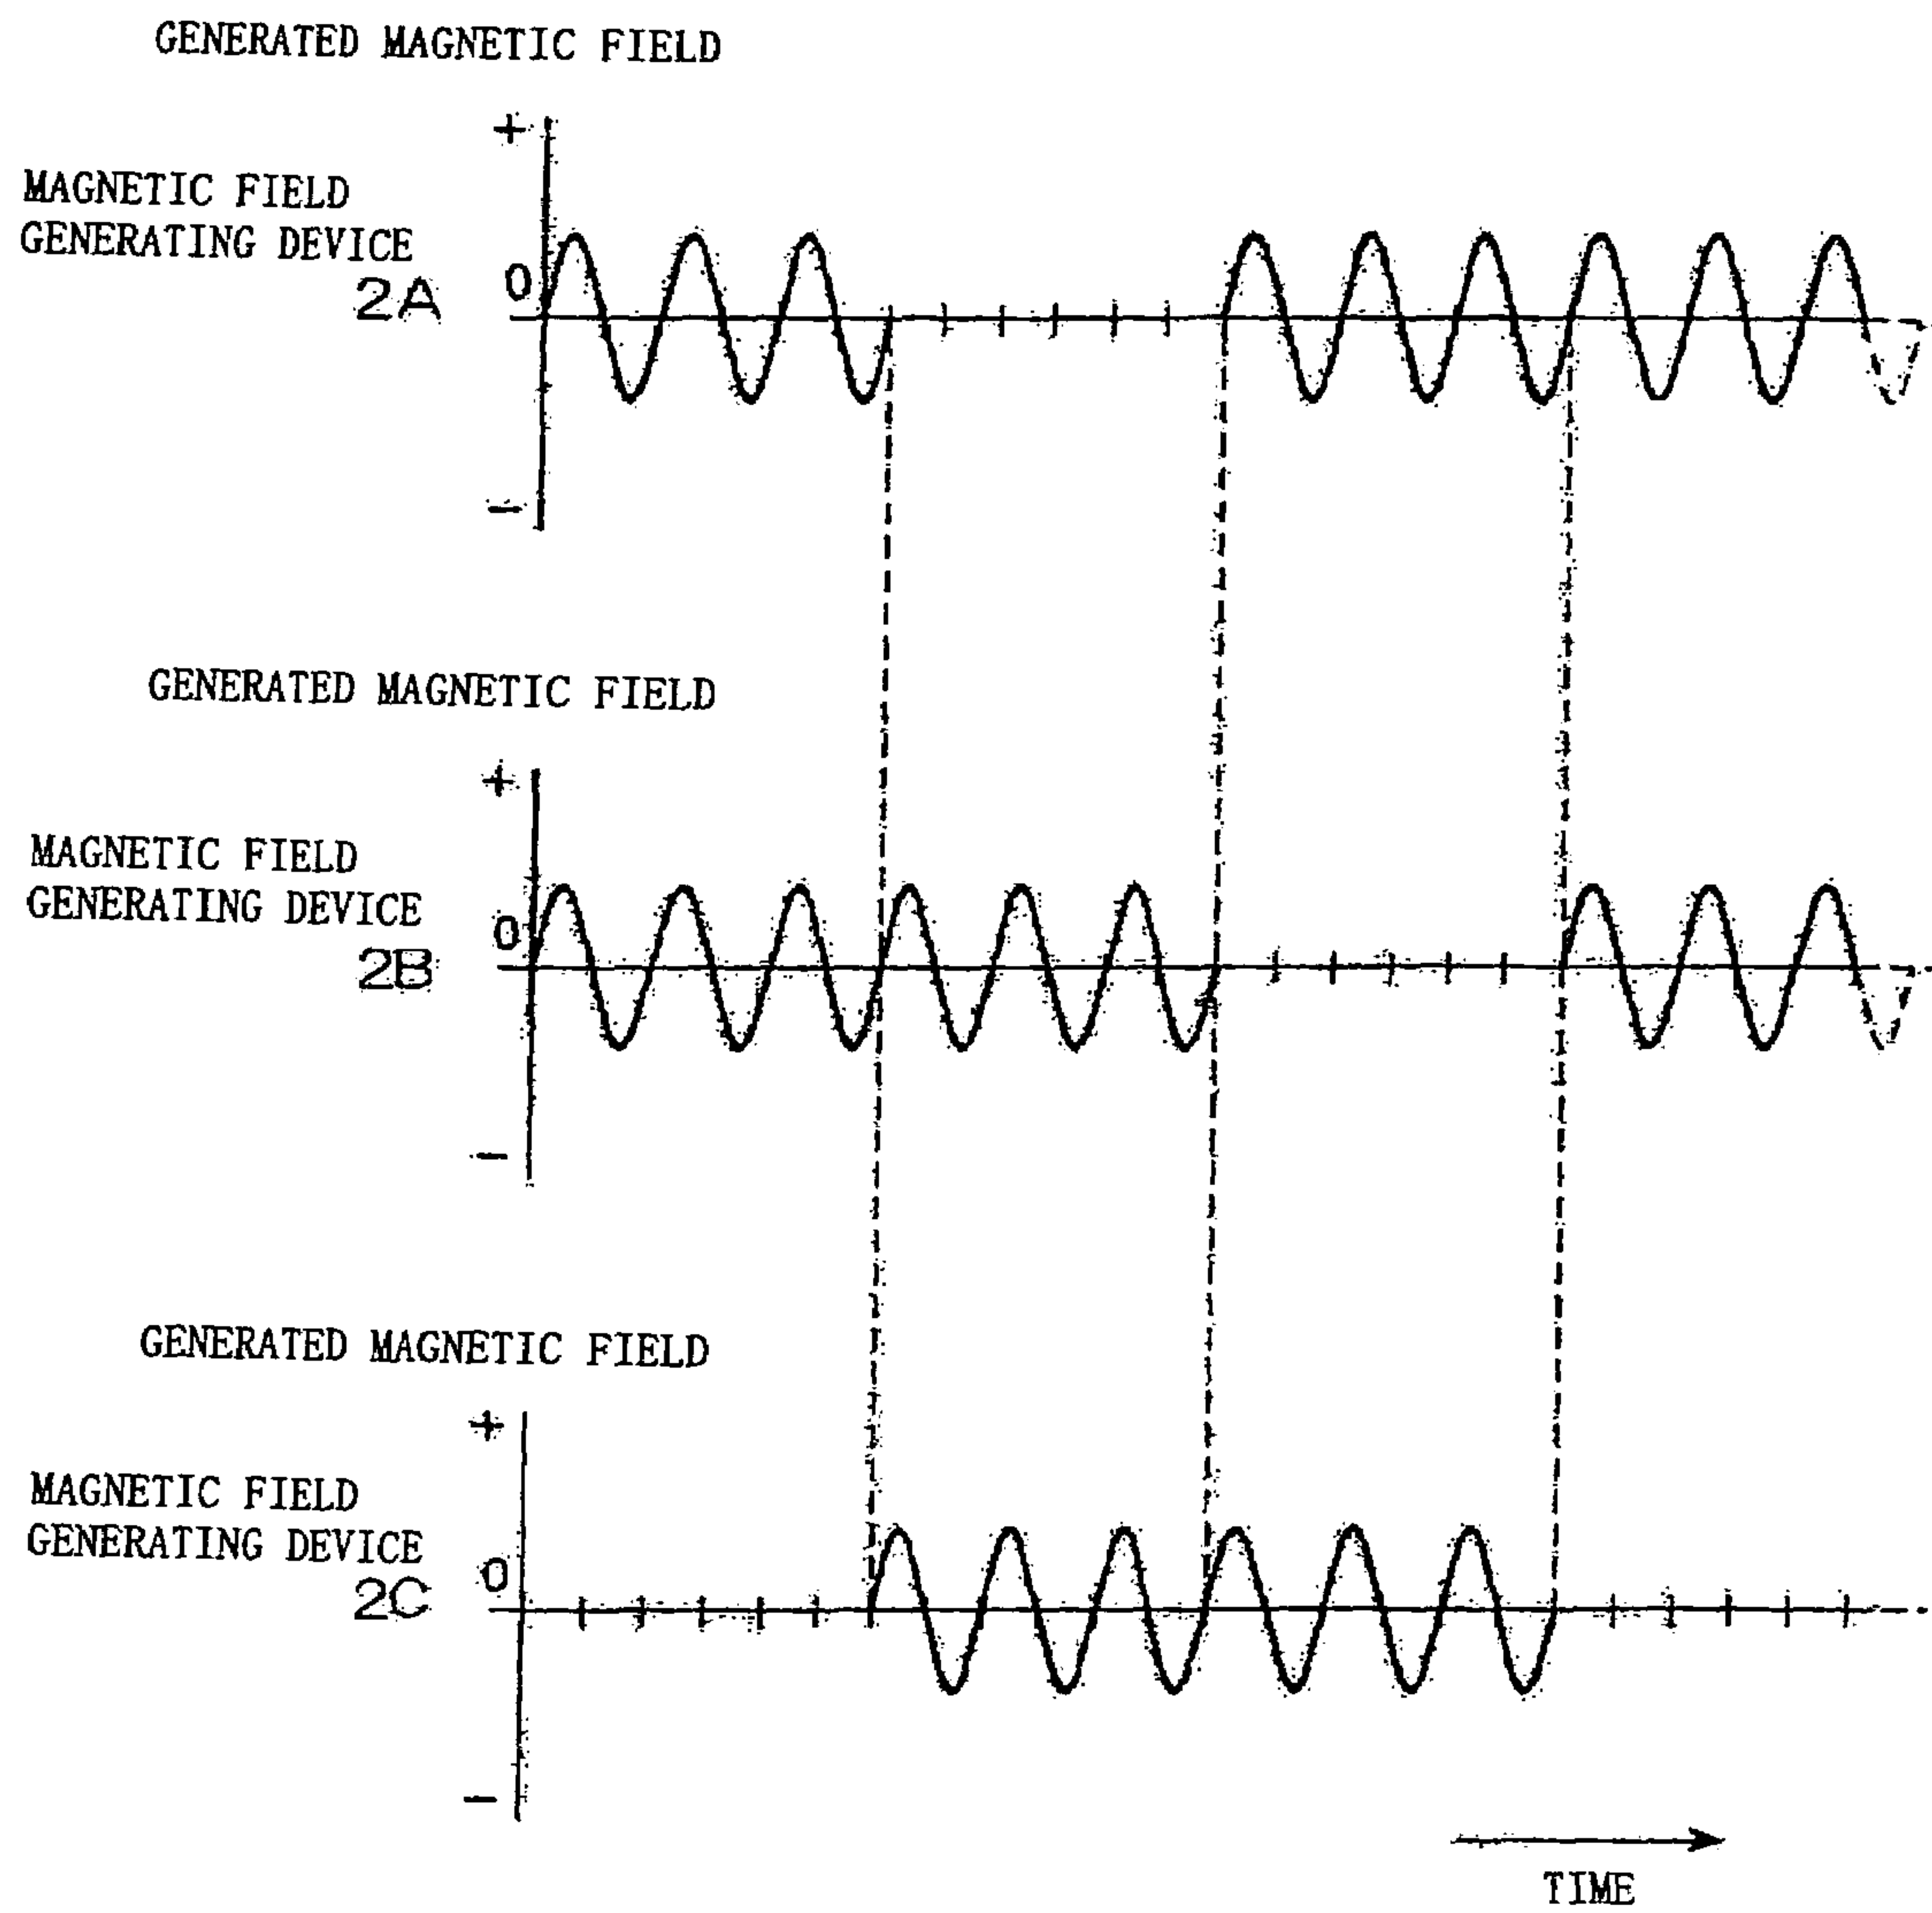 GENERATED MAGNETIC FIELD
+
MAGNETIC FIELD
GENERATING DEVICE
2A
0
-
GENERATED MAGNETIC FIELD
+
MAGNETIC FIELD
GENERATING DEVICE
2B
0
-
GENERATED MAGNETIC FIELD
+
MAGNETIC FIELD
GENERATING DEVICE
2C
0
-
TIME